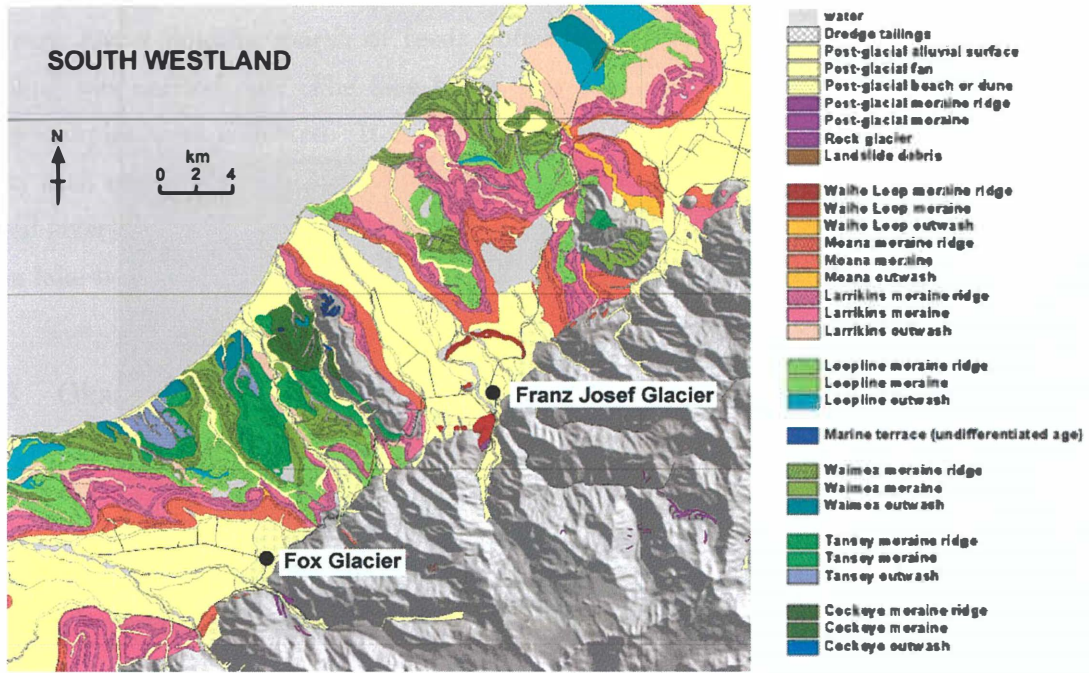 SOUTH WESTLAND
N
km
0 2 4
Franz Josef Glacier
Fox Glacier
water
Dredge tailings
Post-glacial alluvial surface
Post-glacial fan
Post-glacial beach or dune
Post-glacial moraine ridge
Post-glacial moraine
Rock glacier
Landslide debris
Waiho Loop moraine ridge
Waiho Loop moraine
Waiho Loop outwash
Moana moraine ridge
Moana moraine
Moana outwash
Larrikins moraine ridge
Larrikins moraine
Larrikins outwash
Loopline moraine ridge
Loopline moraine
Loopline outwash
Marine terrace (undifferentiated age)
Waimea moraine ridge
Waimea moraine
Waimea outwash
Tansey moraine ridge
Tansey moraine
Tansey outwash
Cockeye moraine ridge
Cockeye moraine
Cockeye outwash